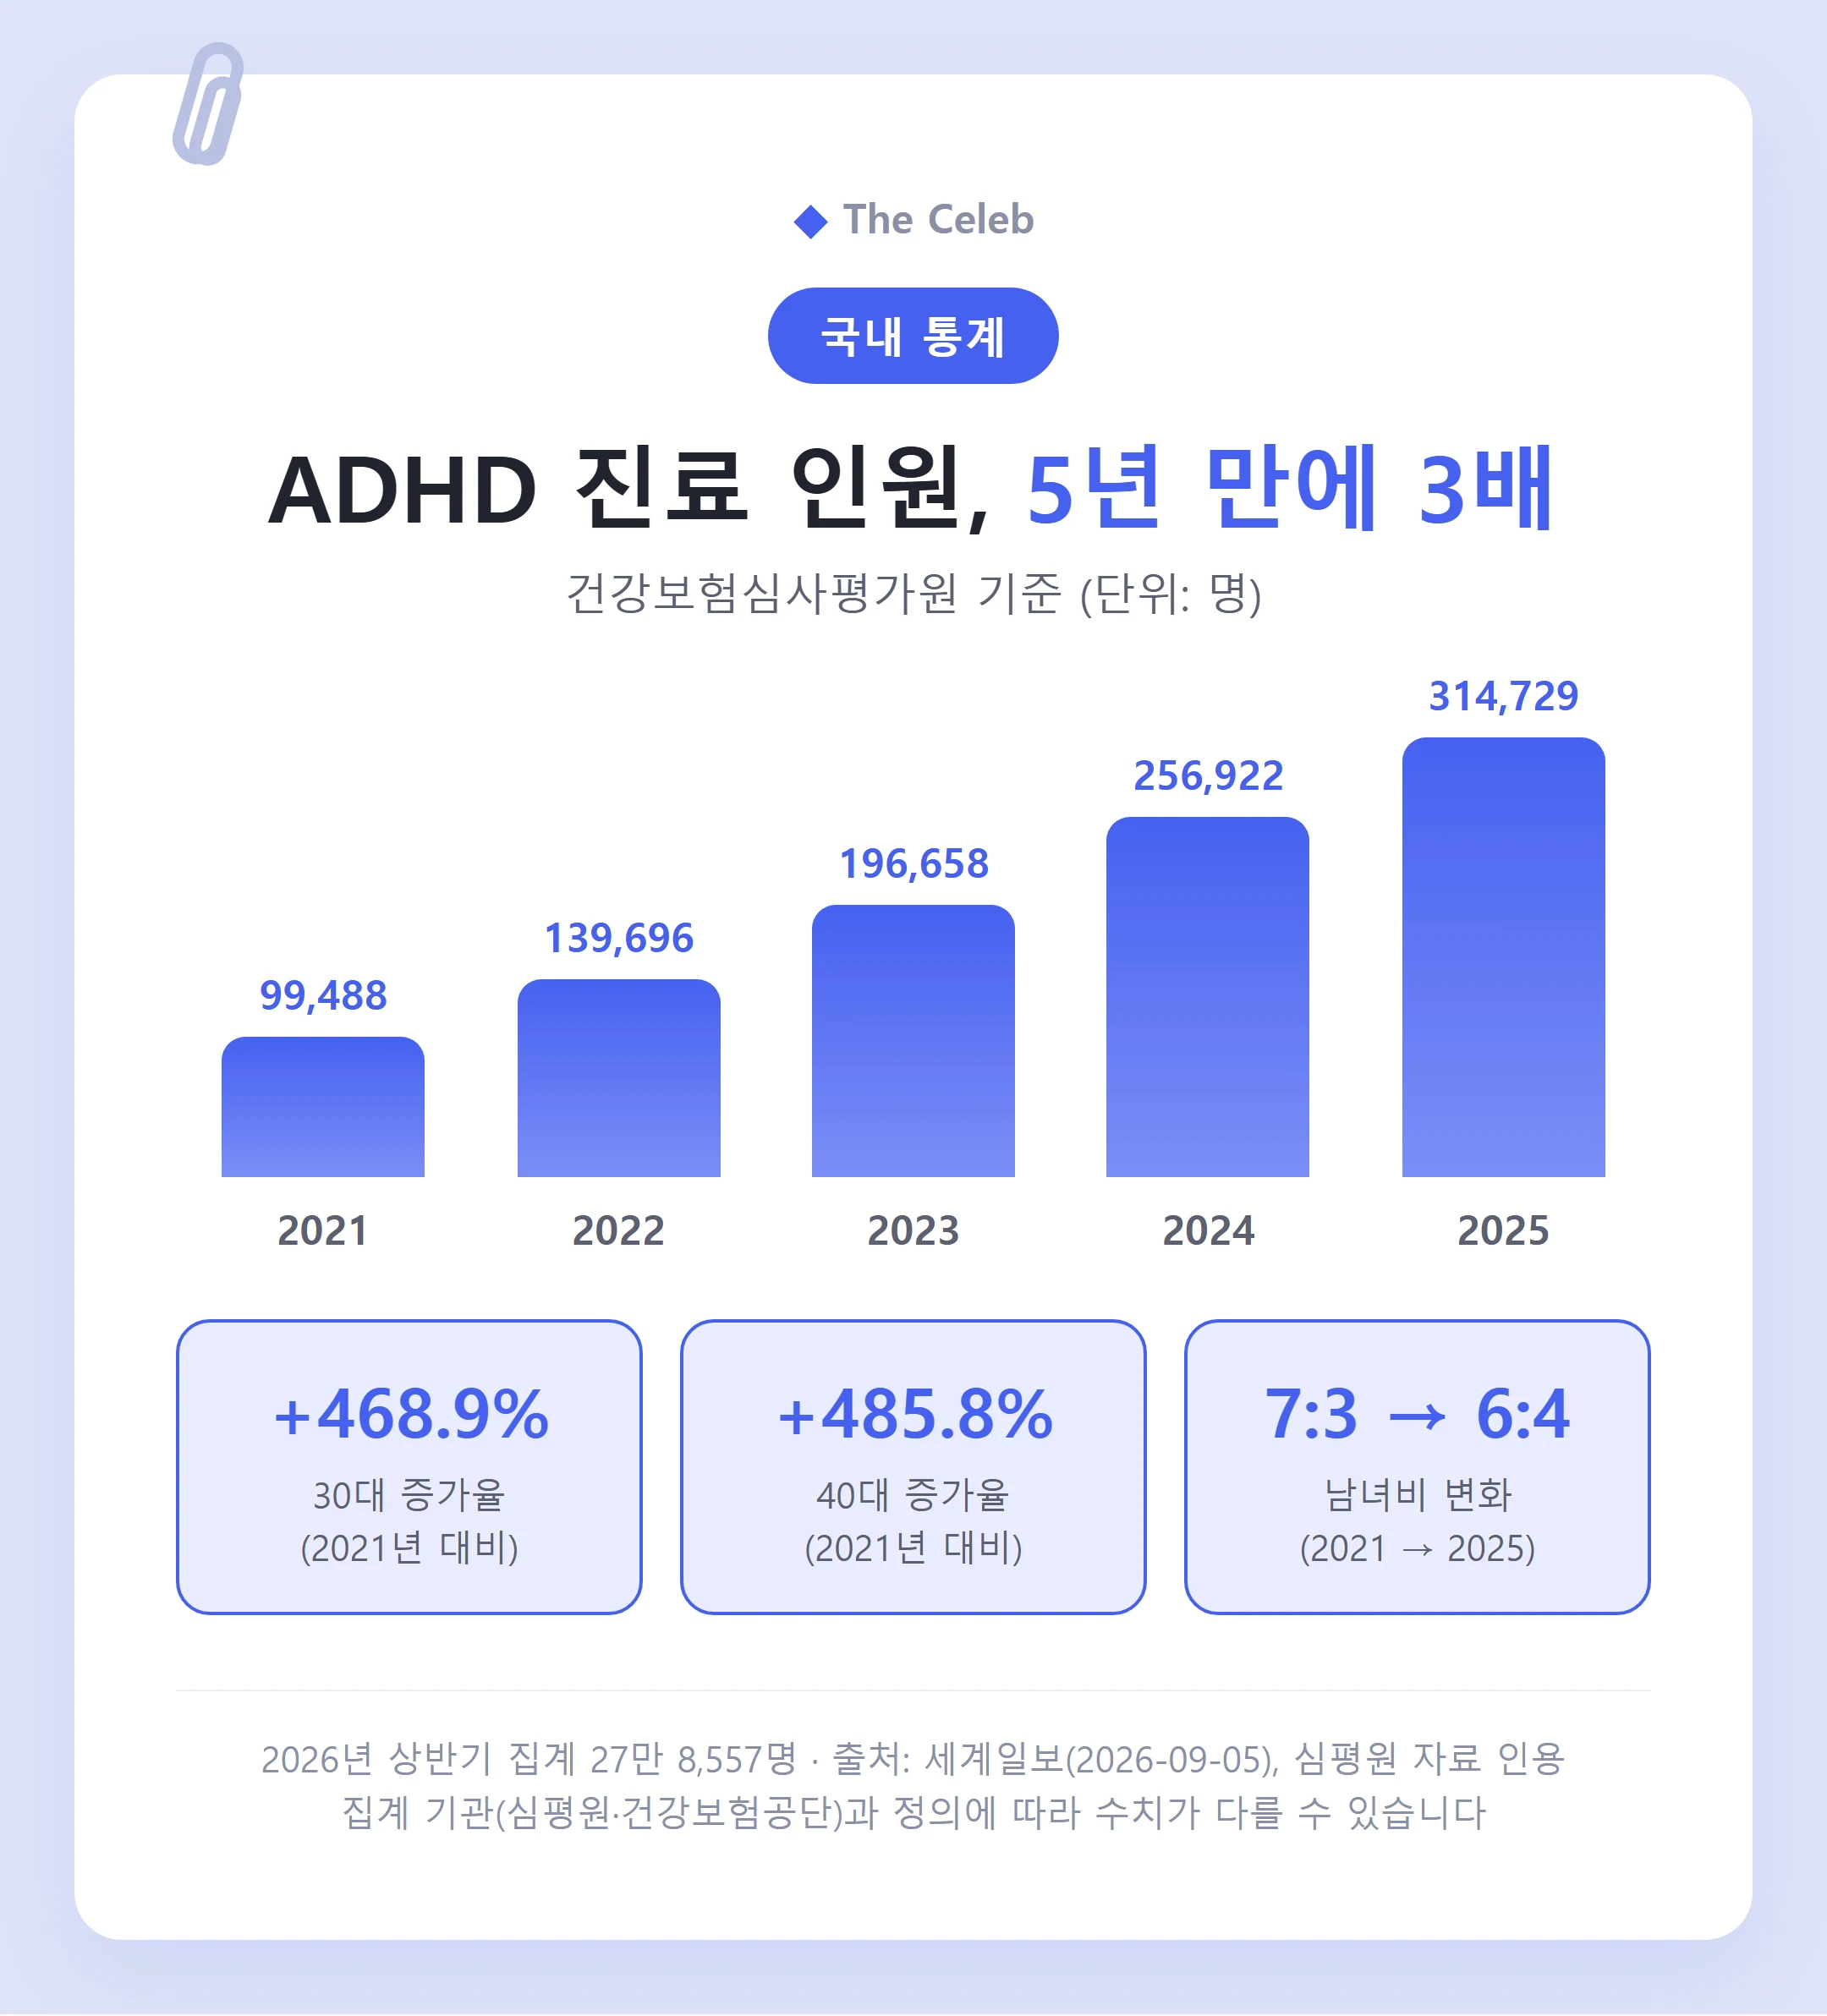 The Celeb
국내 통계
ADHD 진료 인원, 5년 만에 3배
건강보험심사평가원 기준 (단위: 명)
99,488
139,696
196,658
256,922
314,729
2021
2022
2023
2024
2025
+468.9%
30대 증가율
(2021년 대비)
+485.8%
40대 증가율
(2021년 대비)
7:3 → 6:4
남녀비 변화
(2021 → 2025)
2026년 상반기 집계 27만 8,557명 · 출처: 세계일보(2026-09-05), 심평원 자료 인용
집계 기관(심평원·건강보험공단)과 정의에 따라 수치가 다를 수 있습니다